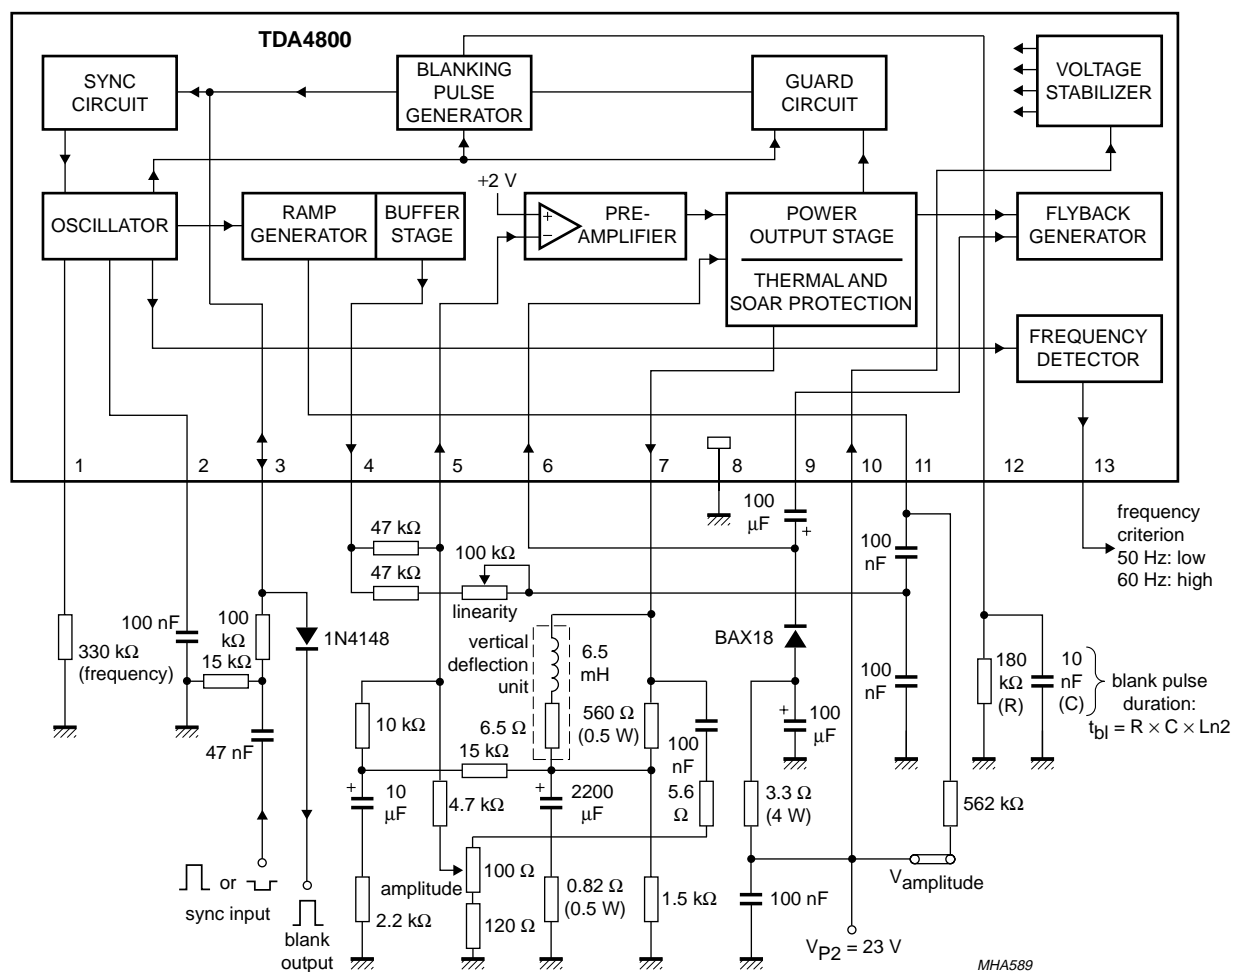 TDA4800
SYNC
CIRCUIT
BLANKING
PULSE
GENERATOR
GUARD
CIRCUIT
VOLTAGE
STABILIZER
+2 V
OSCILLATOR
RAMP
GENERATOR
BUFFER
STAGE
+
−
PRE-
AMPLIFIER
POWER
OUTPUT STAGE
THERMAL AND
SOAR PROTECTION
FLYBACK
GENERATOR
FREQUENCY
DETECTOR
1 2 3 4 5 6 7 8 9 10 11 12 13
100
µF
+
frequency
criterion
50 Hz: low
60 Hz: high
47 kΩ
47 kΩ
100 kΩ
linearity
100
nF
330 kΩ
(frequency)
100 nF
100
kΩ
15 kΩ
1N4148
vertical
deflection
unit
6.5
mH
6.5 Ω
BAX18
100
nF
180
kΩ
(R)
10
nF
(C)
blank pulse
duration:
tbl = R × C × Ln2
47 nF
10 kΩ
15 kΩ
560 Ω
(0.5 W)
100
nF
+
100
µF
+
10
µF
4.7 kΩ
+
2200
µF
5.6
Ω
3.3 Ω
(4 W)
562 kΩ
or
sync input
blank
output
2.2 kΩ
amplitude
100 Ω
120 Ω
0.82 Ω
(0.5 W)
1.5 kΩ
100 nF
Vamplitude
VP2 = 23 V
MHA589